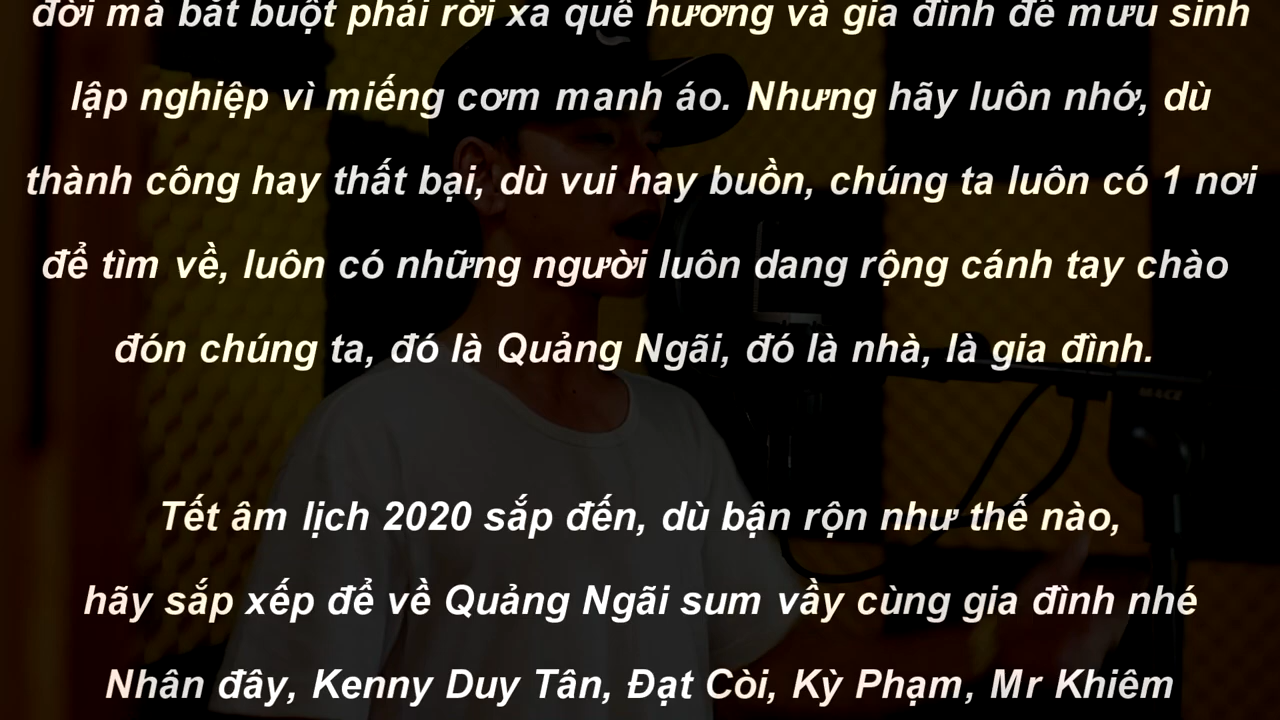 đời mà bắt buột phải rời xa quê hương và gia đình để mưu sinh
lập nghiệp vì miếng cơm manh áo. Nhưng hãy luôn nhớ, dù
thành công hay thất bại, dù vui hay buồn, chúng ta luôn có 1 nơi
để tìm về, luôn có những người luôn dang rộng cánh tay chào
đón chúng ta, đó là Quảng Ngãi, đó là nhà, là gia đình.
Tết âm lịch 2020 sắp đến, dù bận rộn như thế nào,
hãy sắp xếp để về Quảng Ngãi sum vầy cùng gia đình nhé
Nhân đây, Kenny Duy Tân, Đạt Còi, Kỳ Phạm, Mr Khiêm